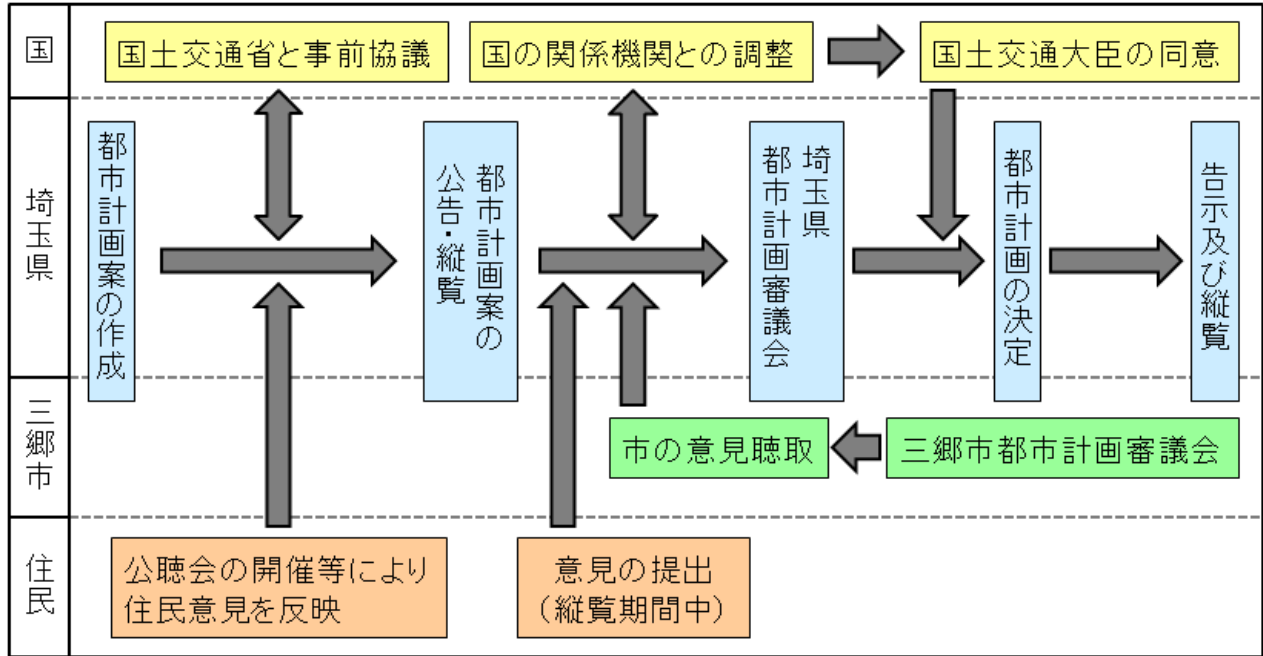 国
国土交通省と事前協議
国の関係機関との調整
国土交通大臣の同意
埼玉県
都市計画案の作成
都市計画案の
公告・縦覧
埼玉県
都市計画審議会
都市計画の決定
告示及び縦覧
三郷市
市の意見聴取
三郷市都市計画審議会
住民
公聴会の開催等により
住民意見を反映
意見の提出
（縦覧期間中）